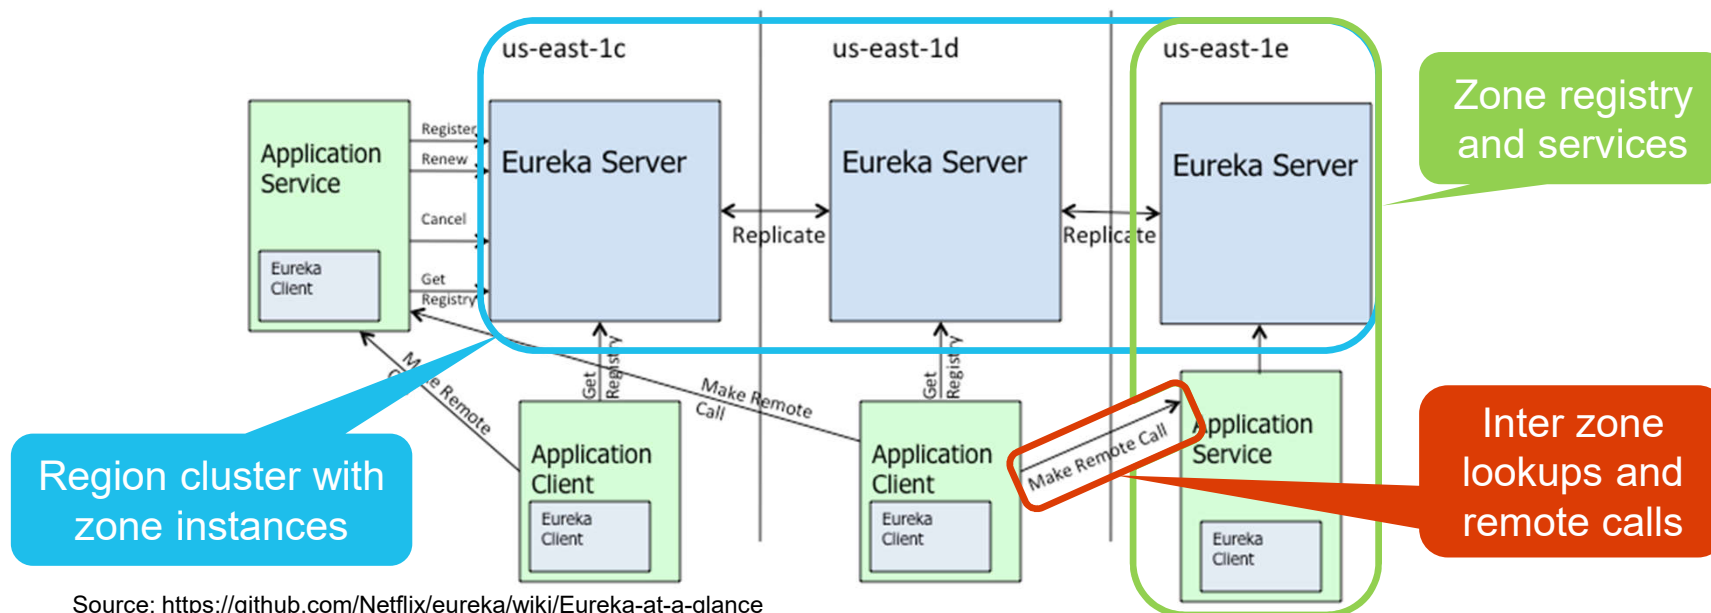 us-east-1c
us-east-1d
us-east-1e
Zone registry
and services
Application
Service
Eureka
Client
Register
Renew
Cancel
Get
Registry
Eureka Server
Eureka Server
Eureka Server
Replicate
Replicate
Make Remote
Get
Registry
Make Remote
Call
Get
Registry
Make Remote Call
Region cluster with
zone instances
Application
Client
Eureka
Client
Application
Client
Eureka
Client
Application
Service
Eureka
Client
Inter zone
lookups and
remote calls
Source: https://github.com/Netflix/eureka/wiki/Eureka-at-a-glance